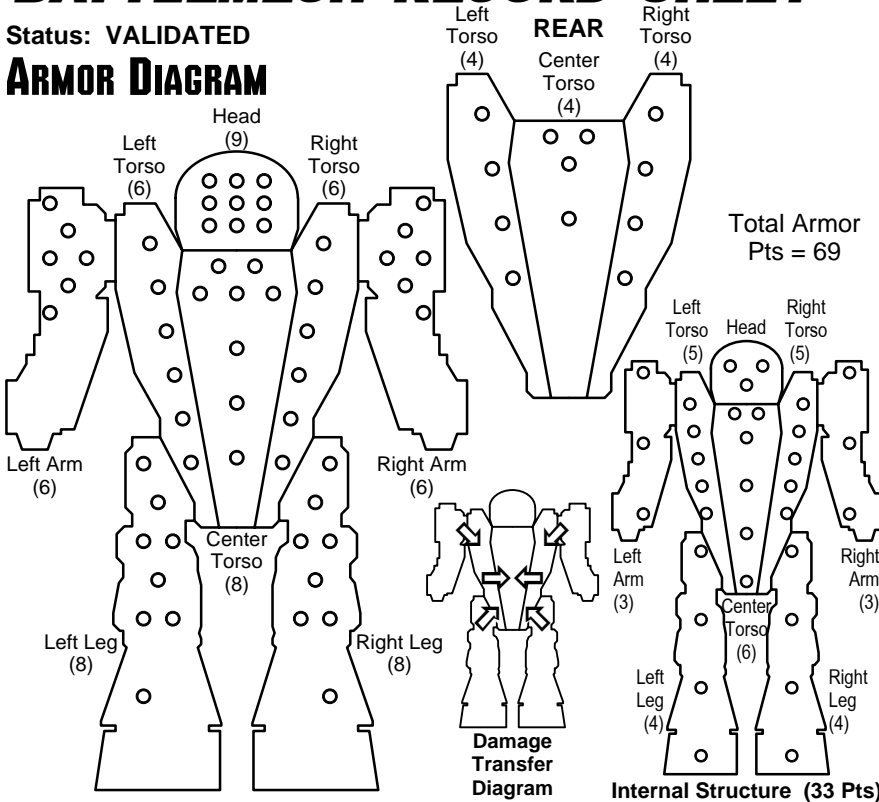 BATTLEMECH RECORD SHEET
Status: VALIDATED
ARMOR DIAGRAM
Head
(9)
Left
Torso
(6)
Right
Torso
(6)
Left Arm
(6)
Right Arm
(6)
Center
Torso
(8)
Left Leg
(8)
Right Leg
(8)
REAR
Left
Torso
(4)
Center
Torso
(4)
Right
Torso
(4)
Total Armor
Pts = 69
Damage
Transfer
Diagram
Left
Torso
(5)
Head
Right
Torso
(5)
Left
Arm
(3)
Right
Arm
(3)
Center
Torso
(6)
Left
Leg
(4)
Right
Leg
(4)
Internal Structure (33 Pts)